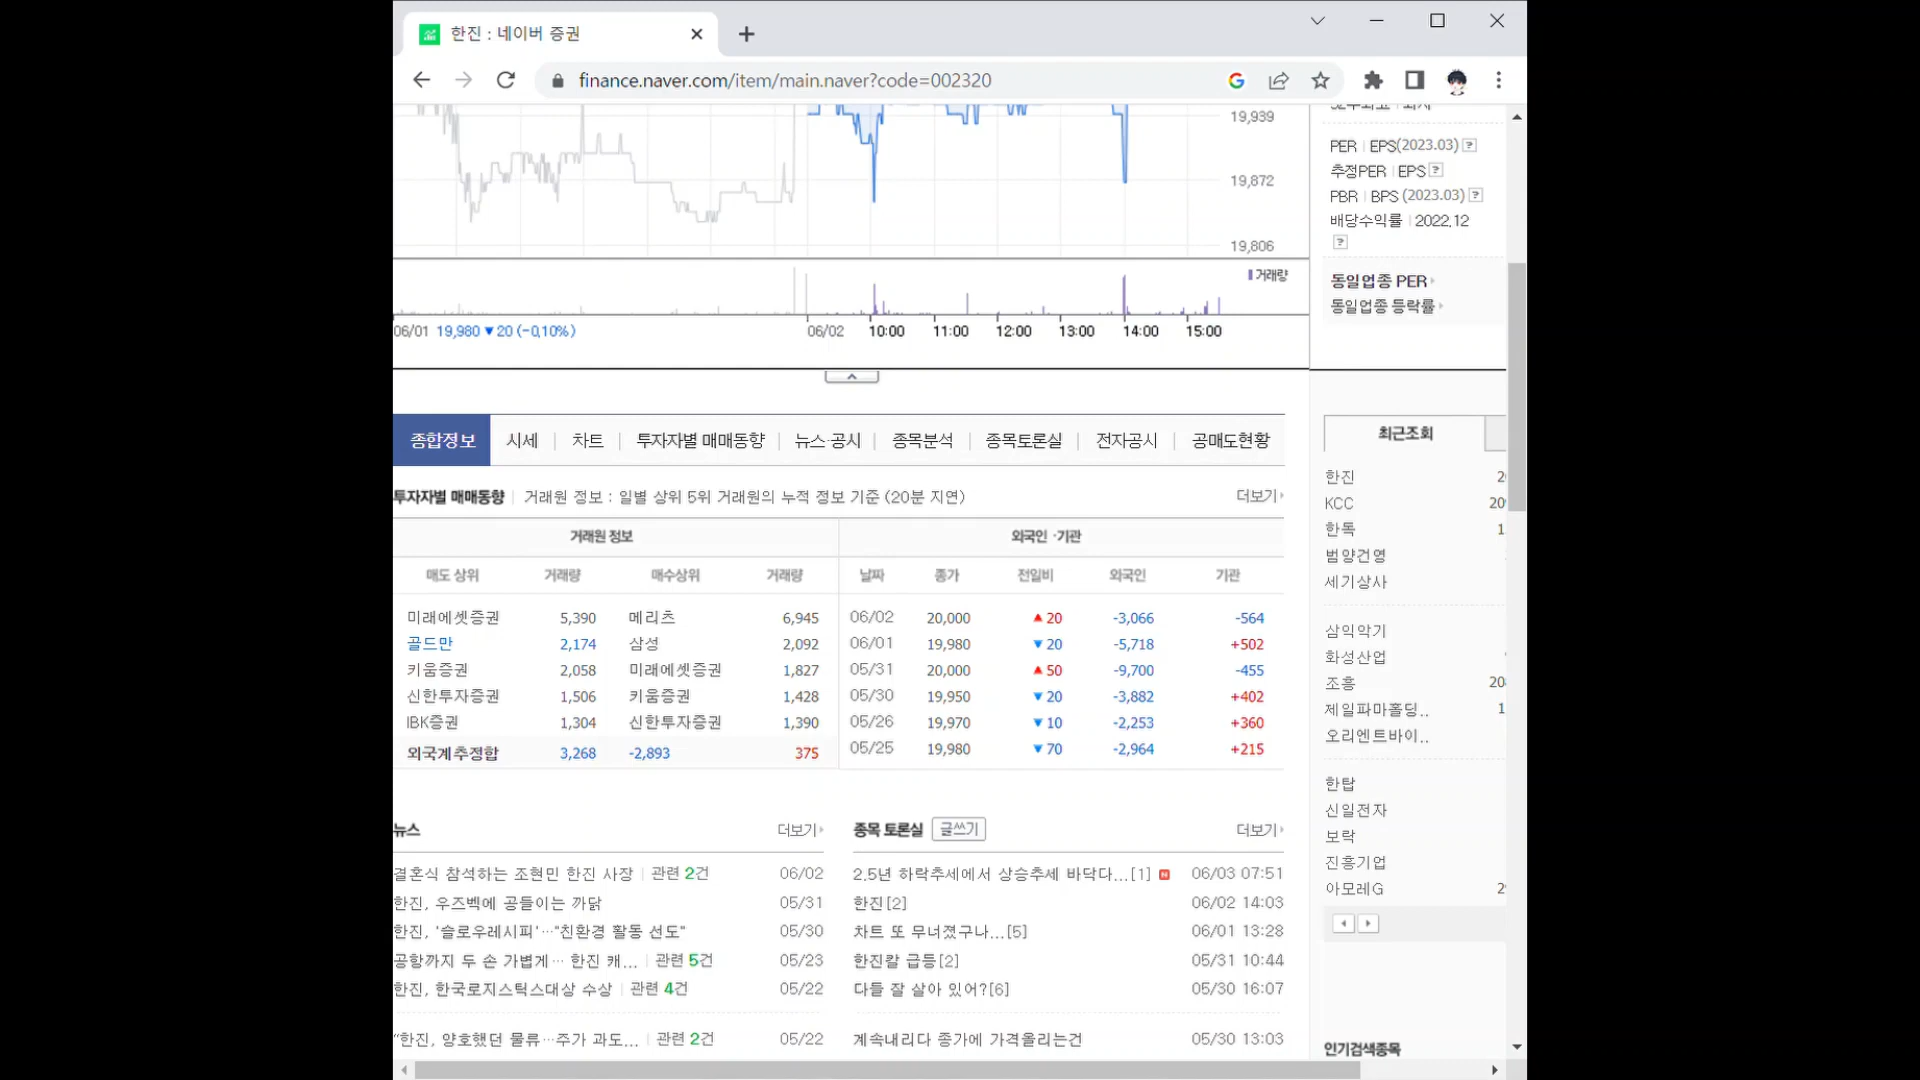 한진 : 네이버 증권
finance.naver.com/item/main.naver?code=002320
19,939
19,872
19,806
거래량
06/01 19,980 ▼20 (-0.10%)
06/02 10:00 11:00 12:00 13:00 14:00 15:00
PER | EPS(2023.03) ?
추정PER | EPS ?
PBR | BPS (2023.03) ?
배당수익률 | 2022.12
?
동일업종 PER
동일업종 등락률
종합정보 시세 차트 투자자별 매매동향 뉴스·공시 종목분석 종목토론실 전자공시 공매도현황
투자자별 매매동향 | 거래원 정보 : 일별 상위 5위 거래원의 누적 정보 기준 (20분 지연) 더보기
거래원 정보 외국인·기관
매도 상위 거래량 매수상위 거래량 날짜 종가 전일비 외국인 기관
미래에셋증권 5,390 메리츠 6,945 06/02 20,000 ▲20 -3,066 -564
골드만 2,174 삼성 2,092 06/01 19,980 ▼20 -5,718 +502
키움증권 2,058 미래에셋증권 1,827 05/31 20,000 ▲50 -9,700 -455
신한투자증권 1,506 키움증권 1,428 05/30 19,950 ▼20 -3,882 +402
IBK증권 1,304 신한투자증권 1,390 05/26 19,970 ▼10 -2,253 +360
외국계추정합 3,268 -2,893 375 05/25 19,980 ▼70 -2,964 +215
뉴스 더보기
결혼식 참석하는 조현민 한진 사장 | 관련 2건 06/02
한진, 우즈벡에 공들이는 까닭 05/31
한진, '슬로우레시피'…"친환경 활동 선도" 05/30
공항까지 두 손 가볍게… 한진 캐... | 관련 5건 05/23
한진, 한국로지스틱스대상 수상 | 관련 4건 05/22
“한진, 양호했던 물류…주가 과도... | 관련 2건 05/22
종목 토론실 글쓰기 더보기
2.5년 하락추세에서 상승추세 바닥다...[1] N 06/03 07:51
한진[2] 06/02 14:03
차트 또 무너졌구나...[5] 06/01 13:28
한진칼 급등[2] 05/31 10:44
다들 잘 살아 있어?[6] 05/30 16:07
계속내리다 종가에 가격올리는건 05/30 13:03
최근조회
한진
KCC
한독
범양건영
세기상사
삼익악기
화성산업
조흥
제일파마홀딩..
오리엔트바이..
한탑
신일전자
보락
진흥기업
아모레G
인기검색종목